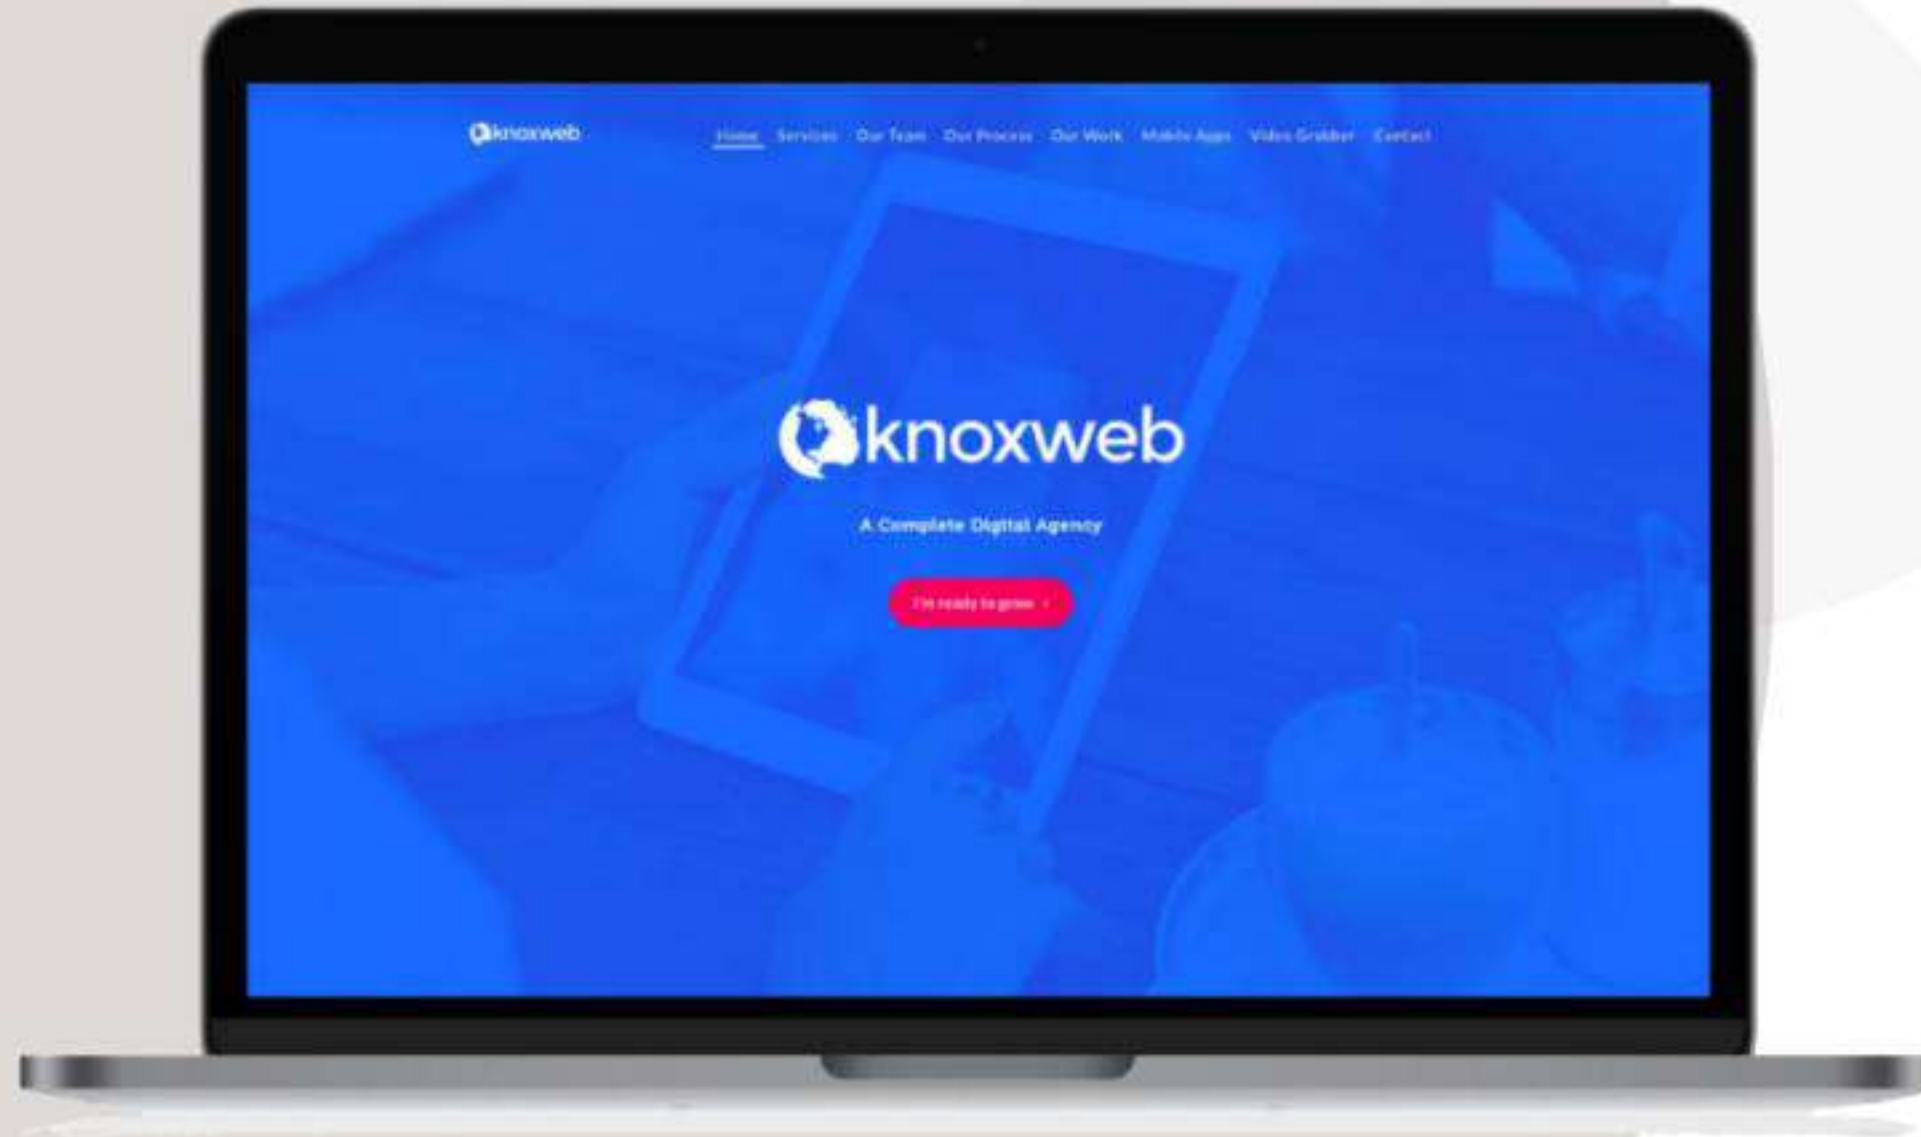 knoxweb
Home Services Our Team Our Process Our Work Mobile Apps Video Grabber Contact
knoxweb
A Complete Digital Agency
I'm ready to grow ›